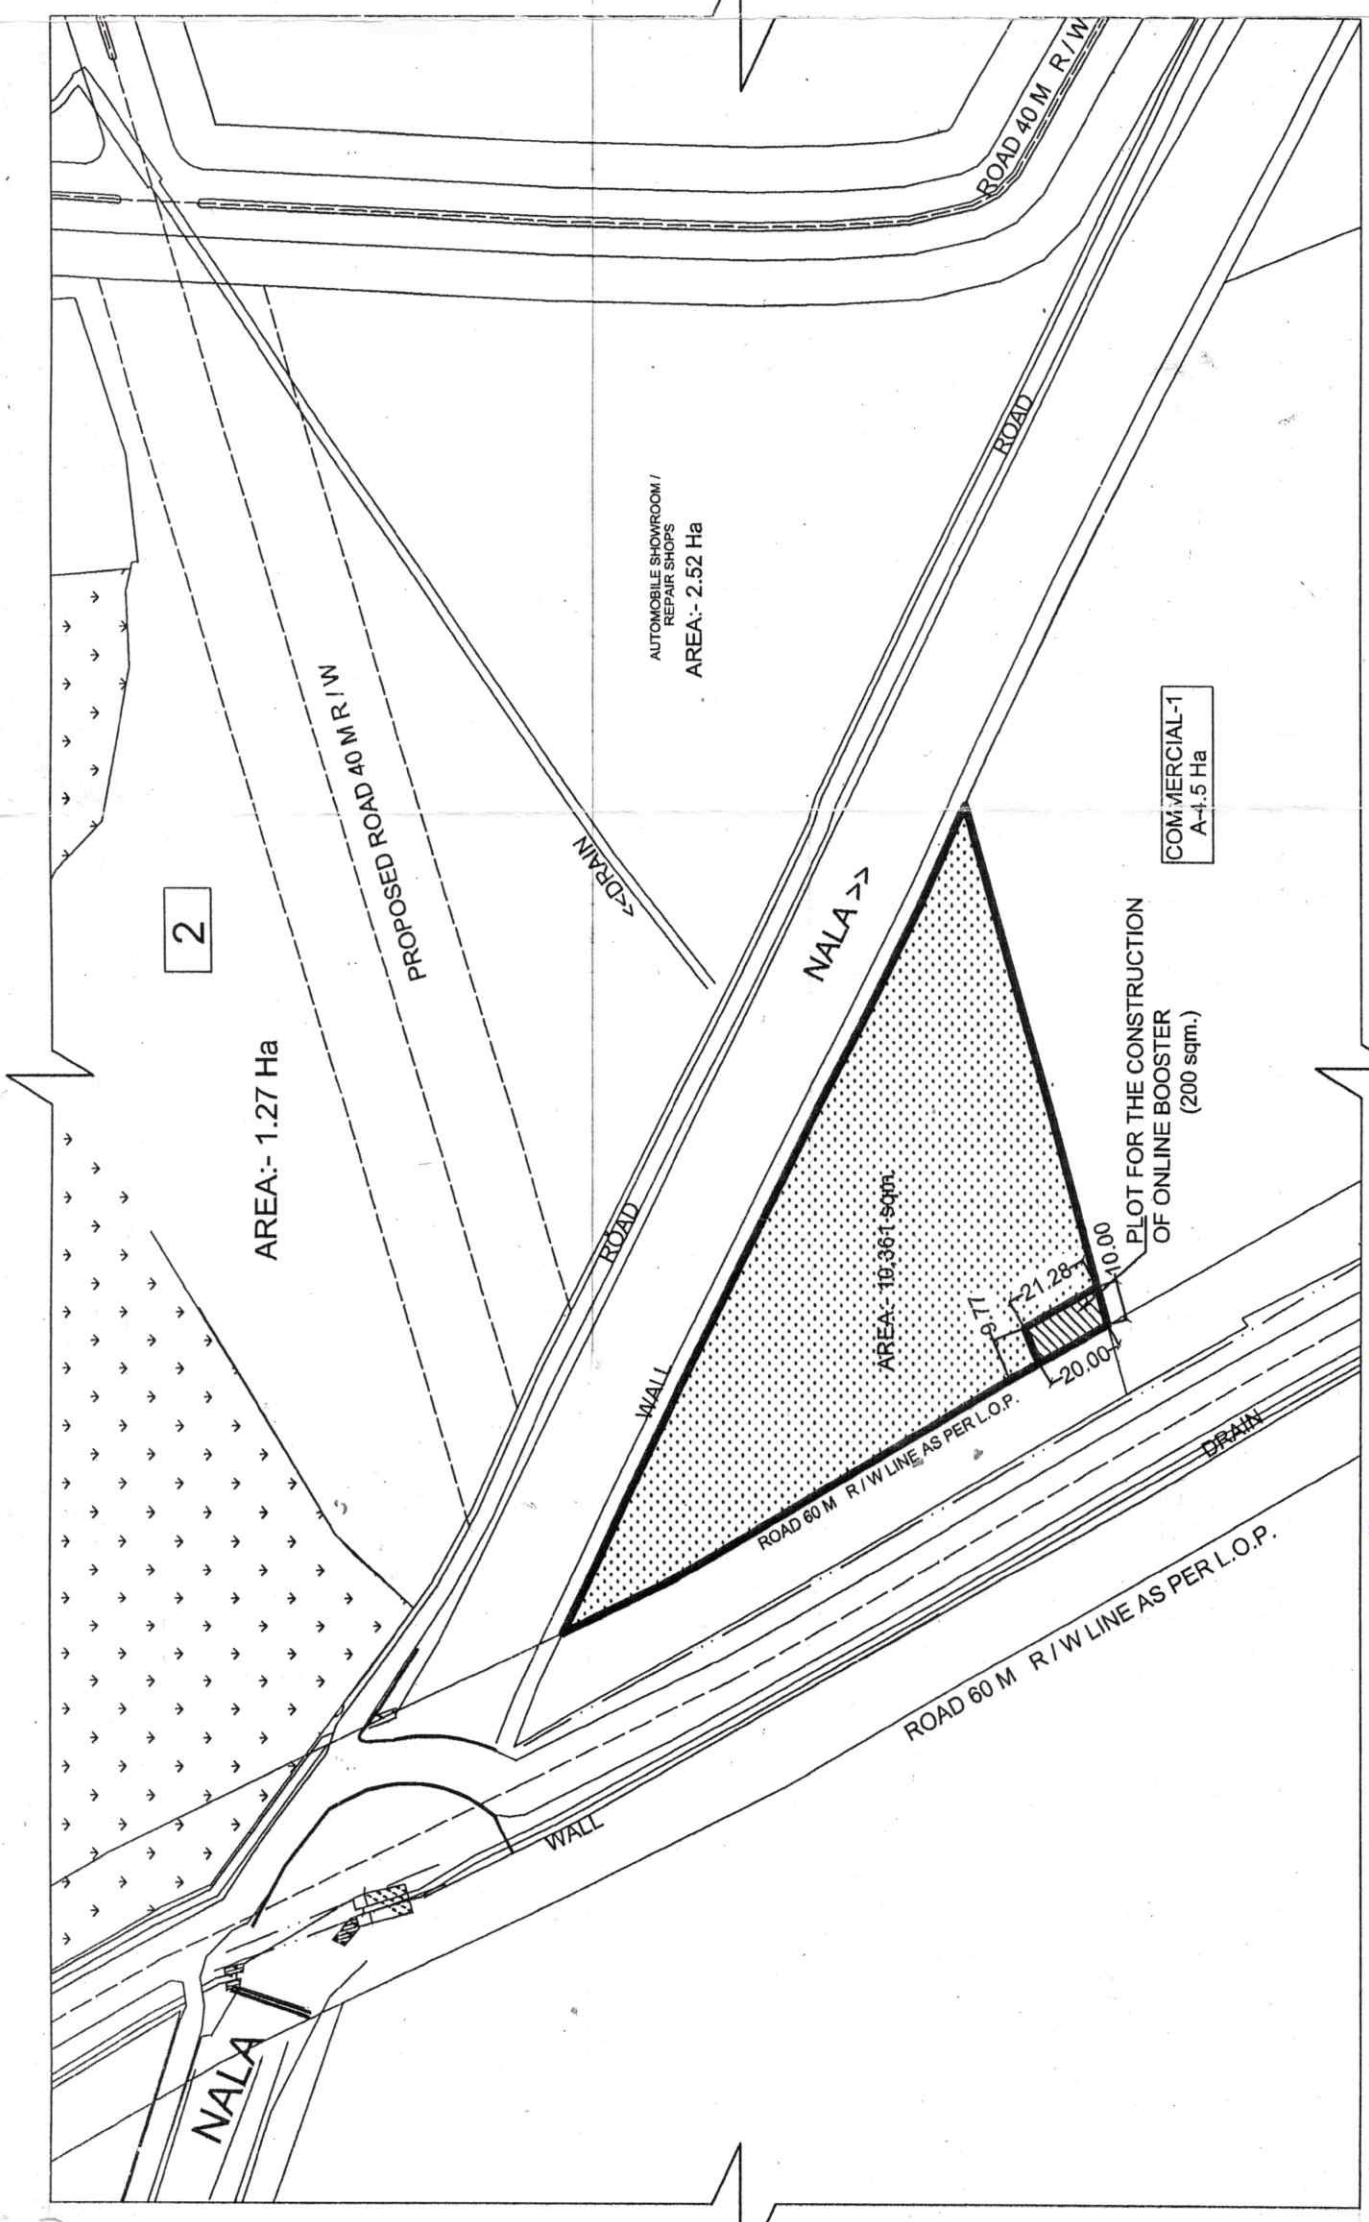 ROAD 40 M R / W
ROAD
AUTOMOBILE SHOWROOM /
REPAIR SHOPS
AREA:- 2.52 Ha
PROPOSED ROAD 40 M R / W
<<DRAIN
2
AREA:- 1.27 Ha
NALA >>
COMMERCIAL-1
A-4.5 Ha
PLOT FOR THE CONSTRUCTION
OF ONLINE BOOSTER
(200 sqm.)
ROAD
WALL
AREA:- 10,361 sqm.
9.77
21.28
10.00
20.00
ROAD 60 M R / W LINE AS PER L.O.P.
DRAIN
ROAD 60 M R / W LINE AS PER L.O.P.
WALL
NALA